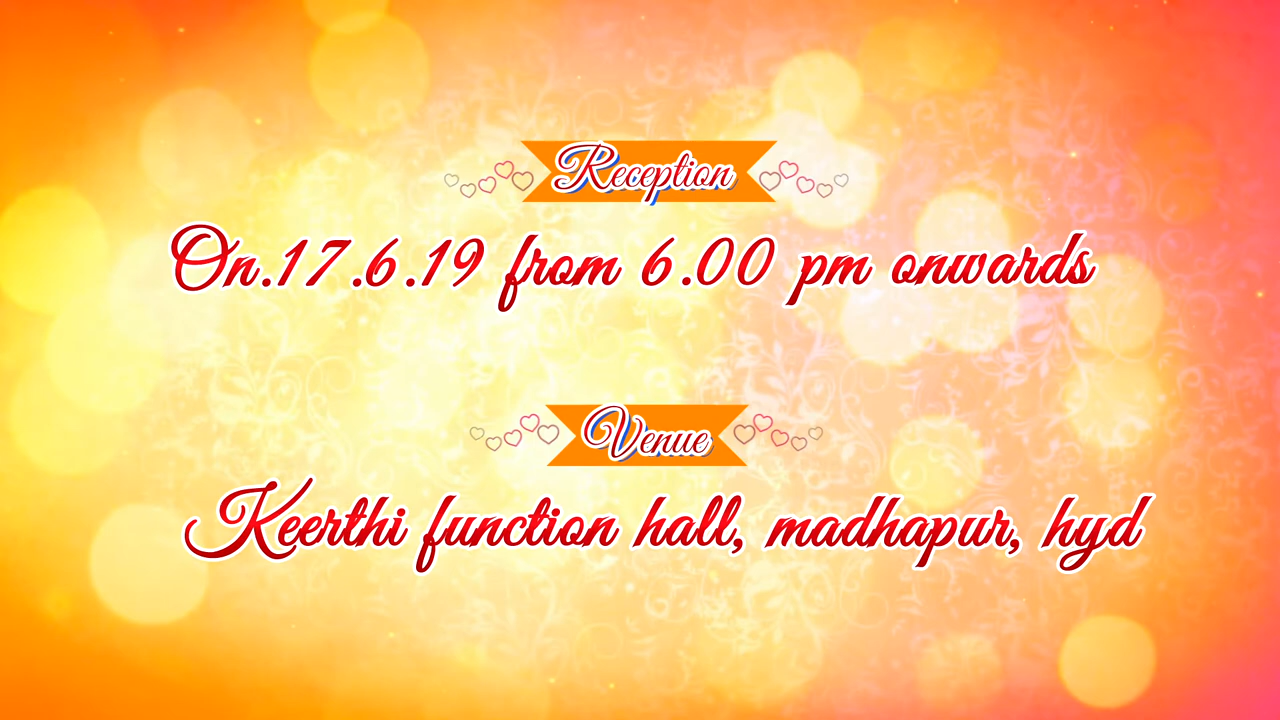 Reception
On.17.6.19 from 6.00 pm onwards
Venue
Keerthi function hall, madhapur, hyd